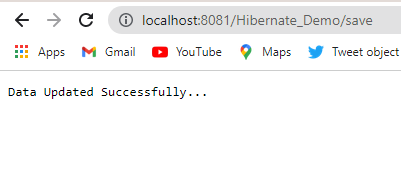 localhost:8081/Hibernate_Demo/save
Apps Gmail YouTube Maps Tweet object
Data Updated Successfully...